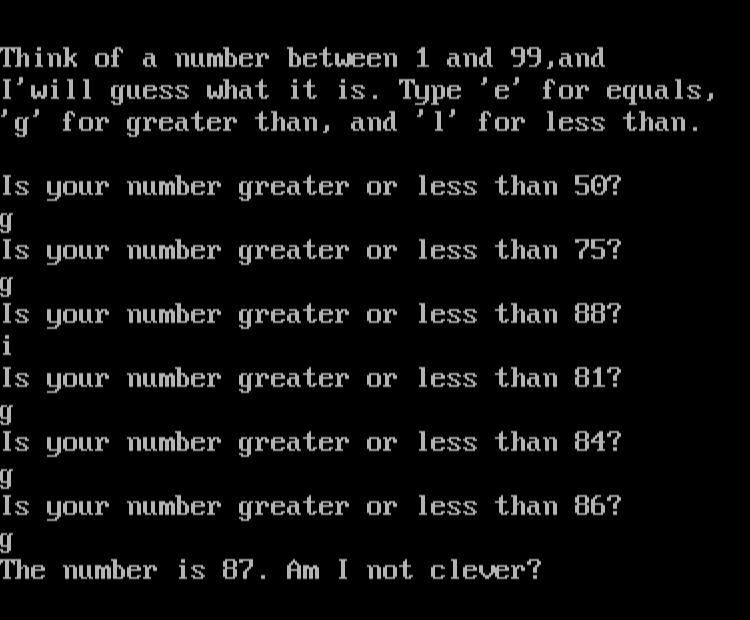 Think of a number between 1 and 99,and
I'will guess what it is. Type 'e' for equals,
'g' for greater than, and 'l' for less than.
Is your number greater or less than 50?
g
Is your number greater or less than 75?
g
Is your number greater or less than 88?
i
Is your number greater or less than 81?
g
Is your number greater or less than 84?
g
Is your number greater or less than 86?
g
The number is 87. Am I not clever?